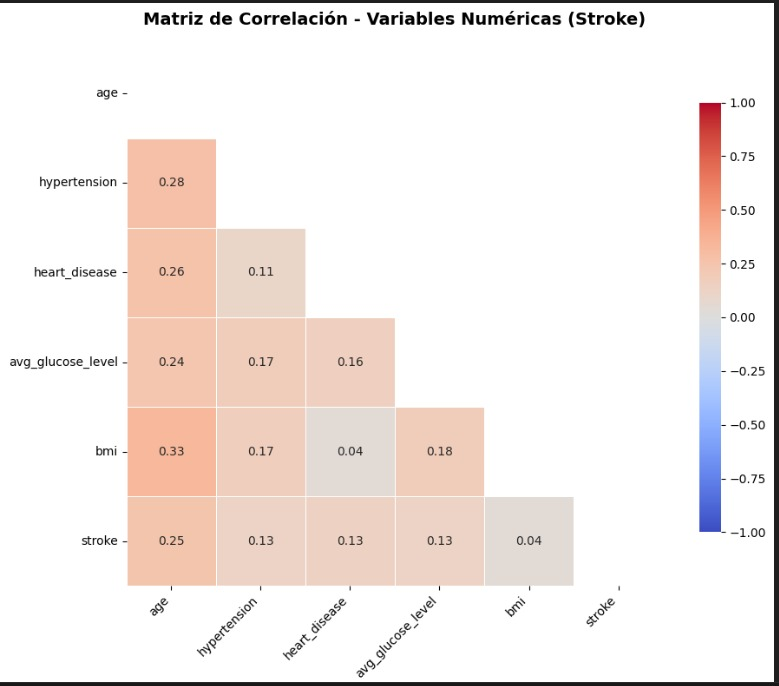 Matriz de Correlación - Variables Numéricas (Stroke)
age
1.00
0.75
hypertension 0.28
0.50
heart_disease 0.26 0.11
0.25
0.00
avg_glucose_level 0.24 0.17 0.16
−0.25
bmi 0.33 0.17 0.04 0.18
−0.50
−0.75
stroke 0.25 0.13 0.13 0.13 0.04
−1.00
age hypertension heart_disease avg_glucose_level bmi stroke